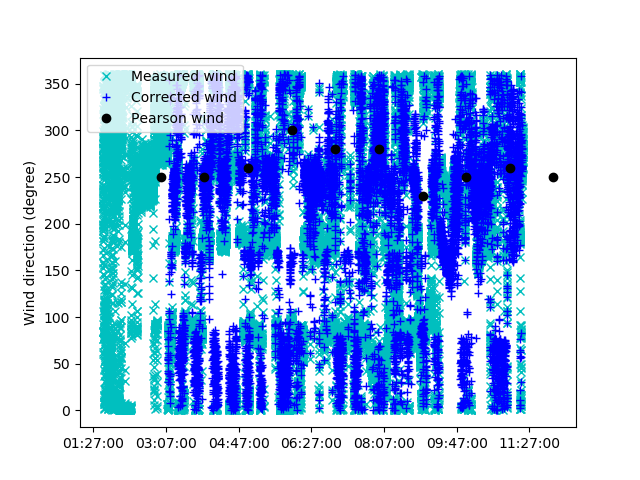 Measured wind
Corrected wind
Pearson wind
Wind direction (degree)
350
300
250
200
150
100
50
0
01:27:00 03:07:00 04:47:00 06:27:00 08:07:00 09:47:00 11:27:00